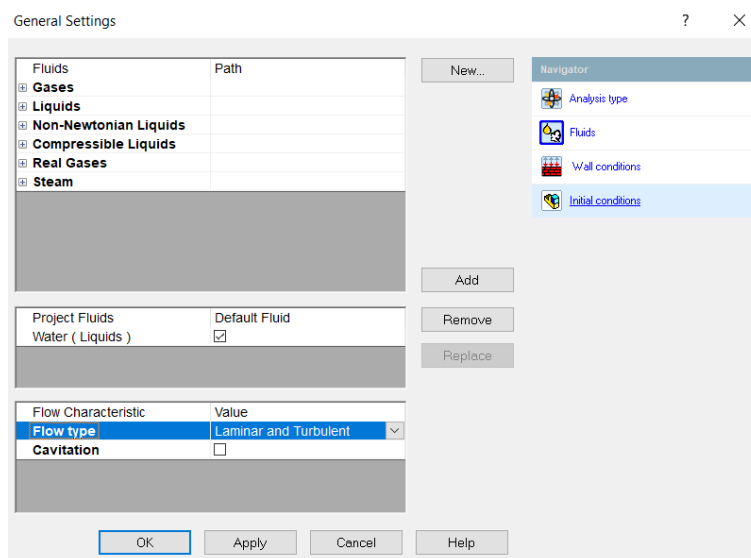 General Settings
Fluids Path
Gases
Liquids
Non-Newtonian Liquids
Compressible Liquids
Real Gases
Steam
New...
Add
Project Fluids Default Fluid
Water ( Liquids )
Remove
Replace
Flow Characteristic Value
Flow type Laminar and Turbulent
Cavitation
OK Apply Cancel Help
Navigator
Analysis type
Fluids
Wall conditions
Initial conditions